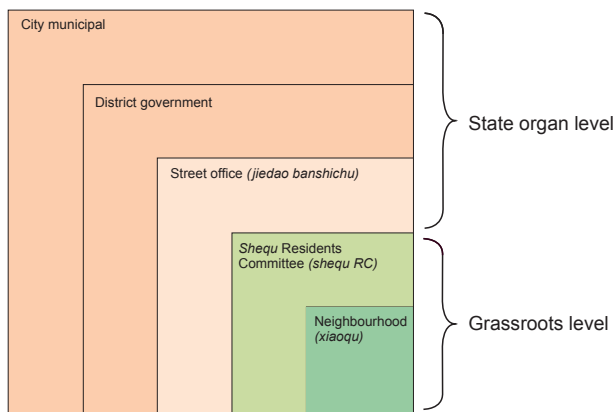 City municipal
District government
State organ level
Street office (jiedao banshichu)
Shequ Residents
Committee (shequ RC)
Neighbourhood
(xiaoqu)
Grassroots level